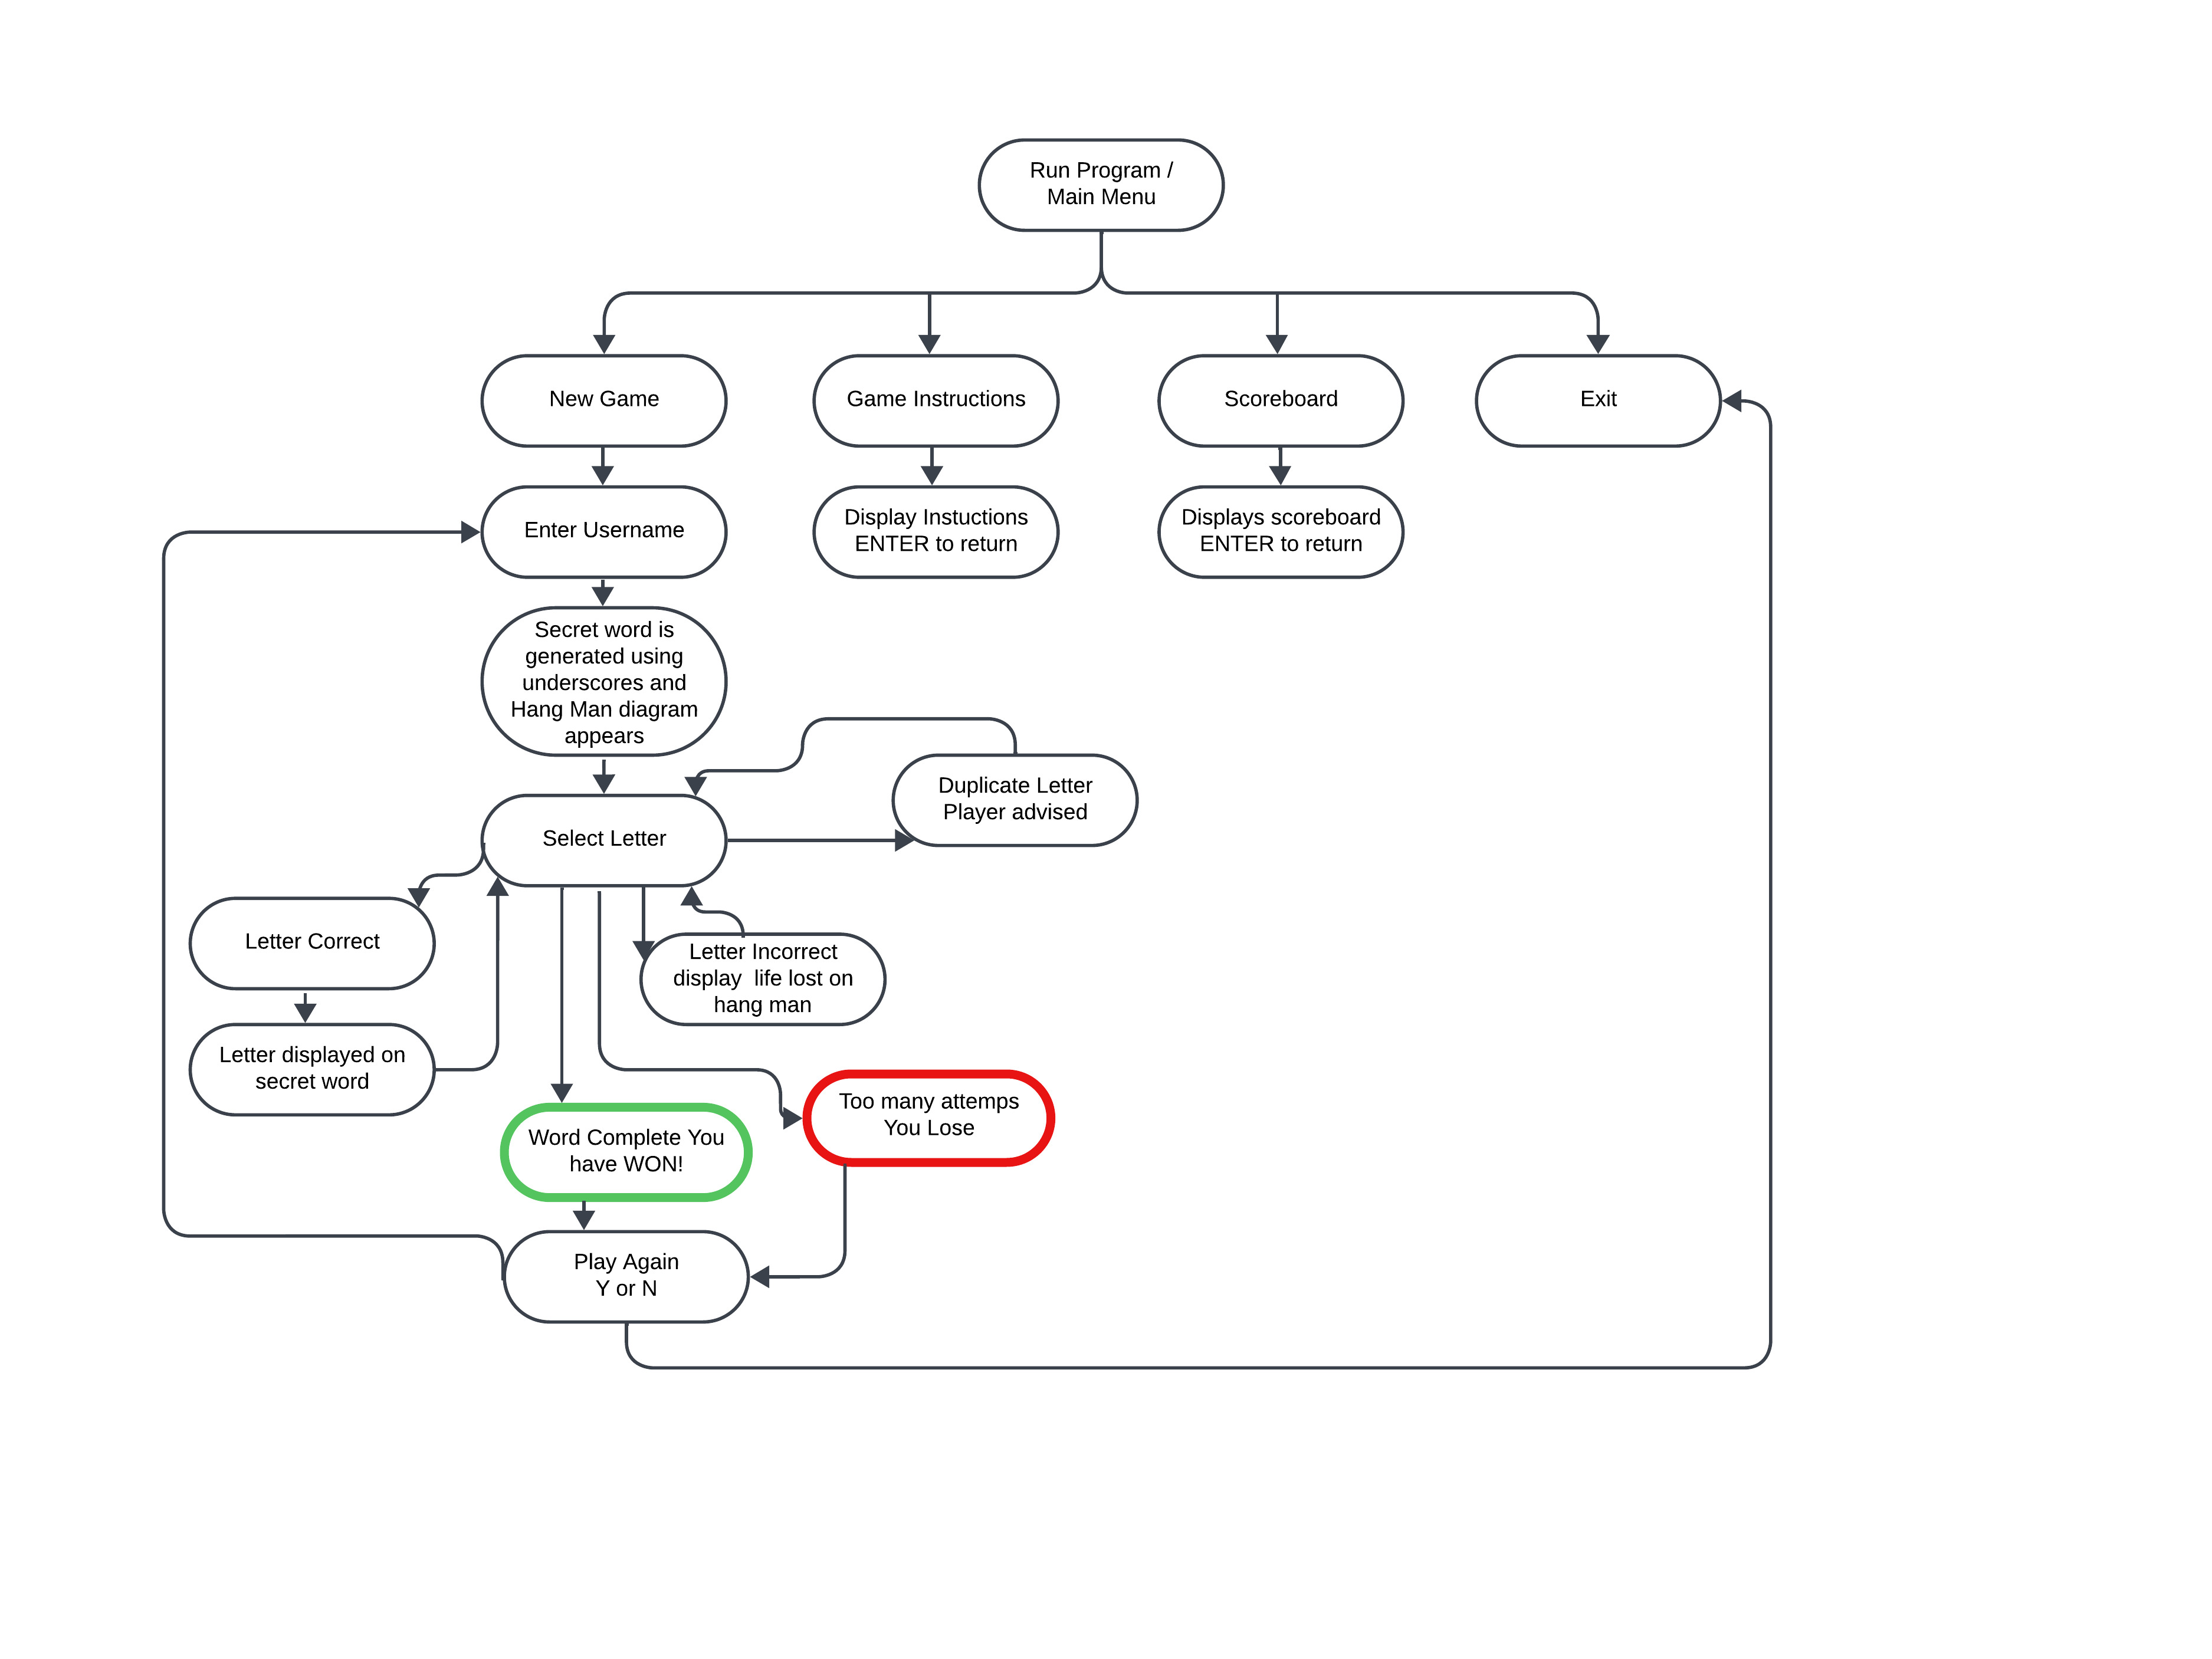 Run Program /
Main Menu
New Game
Game Instructions
Scoreboard
Exit
Enter Username
Display Instuctions
ENTER to return
Displays scoreboard
ENTER to return
Secret word is
generated using
underscores and
Hang Man diagram
appears
Duplicate Letter
Player advised
Select Letter
Letter Correct
Letter Incorrect
display  life lost on
hang man
Letter displayed on
secret word
Too many attemps
You Lose
Word Complete You
have WON!
Play Again
Y or N